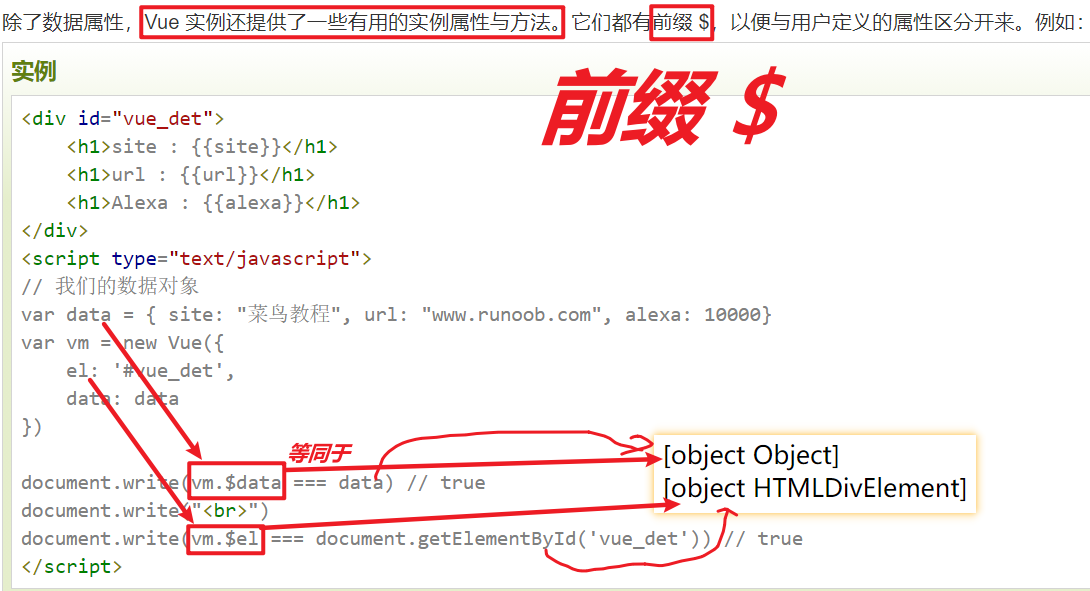 除了数据属性，Vue 实例还提供了一些有用的实例属性与方法。它们都有前缀 $，以便与用户定义的属性区分开来。例如：
实例
前缀 $
<div id="vue_det">
    <h1>site : {{site}}</h1>
    <h1>url : {{url}}</h1>
    <h1>Alexa : {{alexa}}</h1>
</div>
<script type="text/javascript">
// 我们的数据对象
var data = { site: "菜鸟教程", url: "www.runoob.com", alexa: 10000}
var vm = new Vue({
    el: '#vue_det',
    data: data
})
等同于
[object Object]
[object HTMLDivElement]
document.write(vm.$data === data) // true
document.write("<br>")
document.write(vm.$el === document.getElementById('vue_det')) // true
</script>